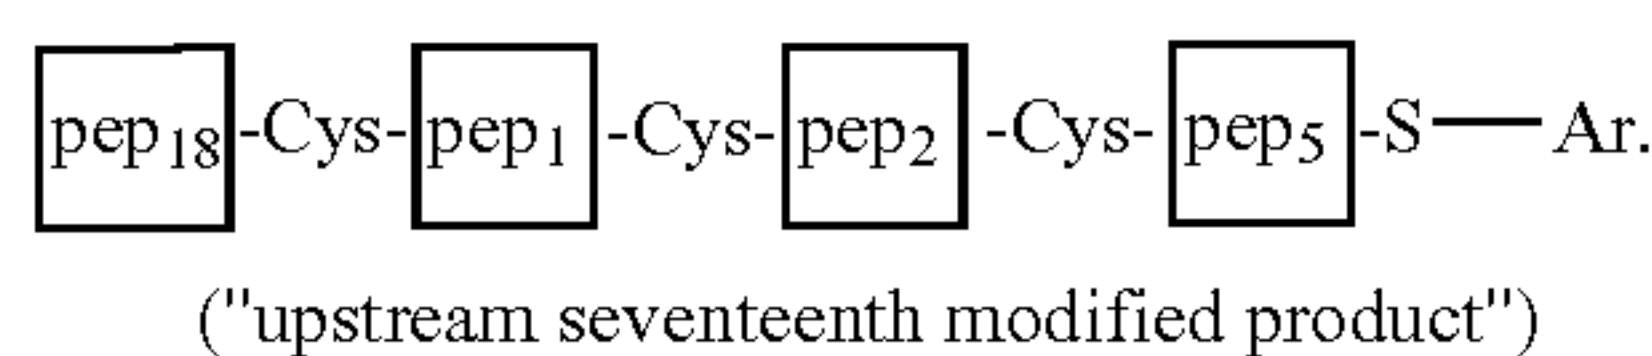 pep18-Cys-pep1-Cys-pep2-Cys-pep5-S—Ar.
("upstream seventeenth modified product")